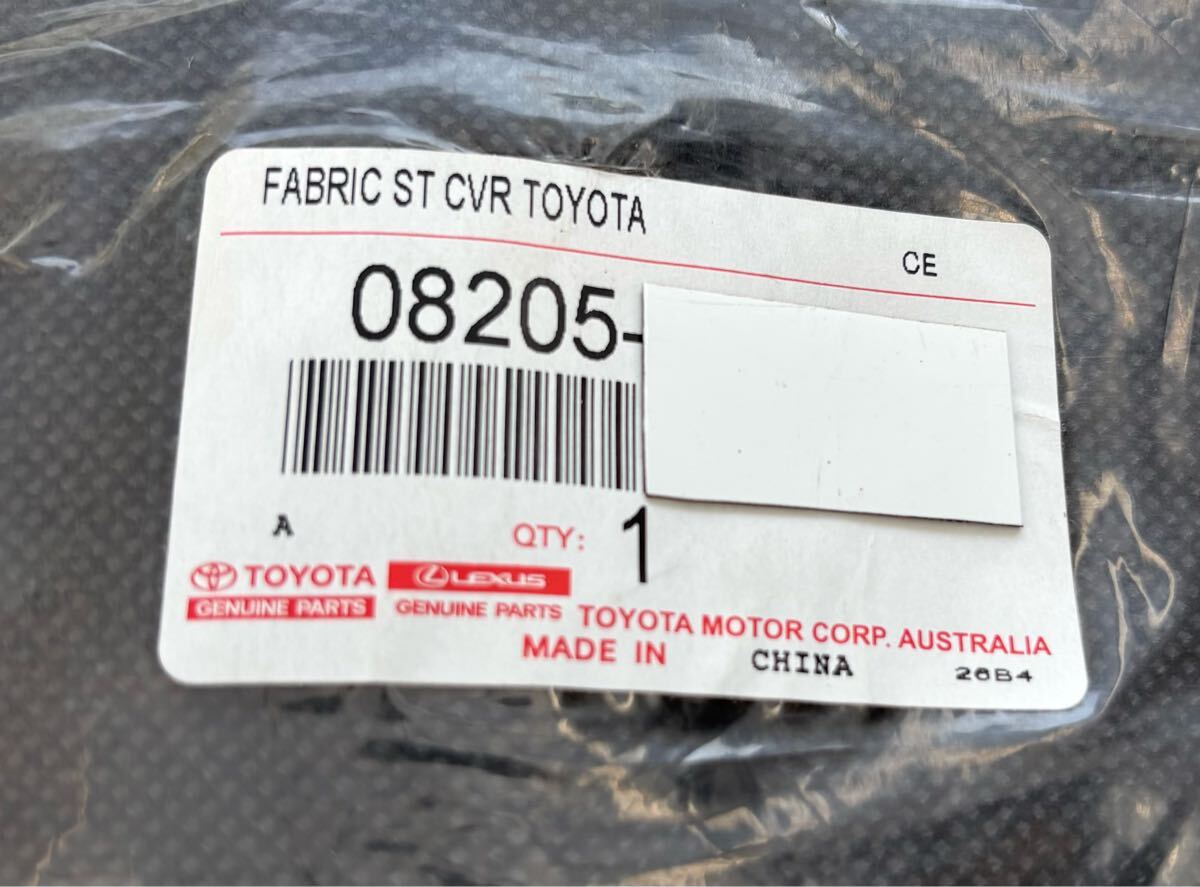 FABRIC ST CVR TOYOTA
CE
08205-
A QTY: 1
TOYOTA LEXUS
GENUINE PARTS GENUINE PARTS TOYOTA MOTOR CORP. AUSTRALIA
MADE IN CHINA 26B4